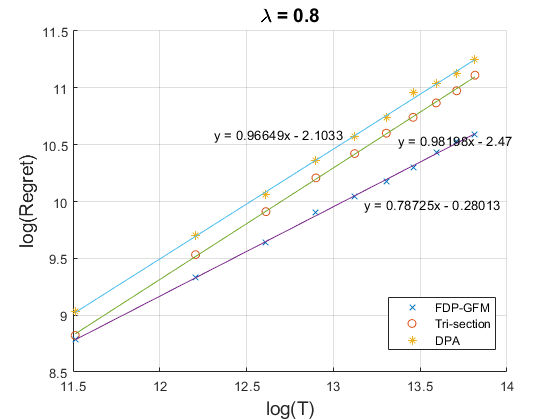 λ = 0.8
11.5
11
10.5
10
9.5
9
8.5
log(Regret)
y = 0.96649x - 2.1033
y = 0.98198x - 2.47
y = 0.78725x - 0.28013
FDP-GFM
Tri-section
DPA
11.5 12 12.5 13 13.5 14
log(T)